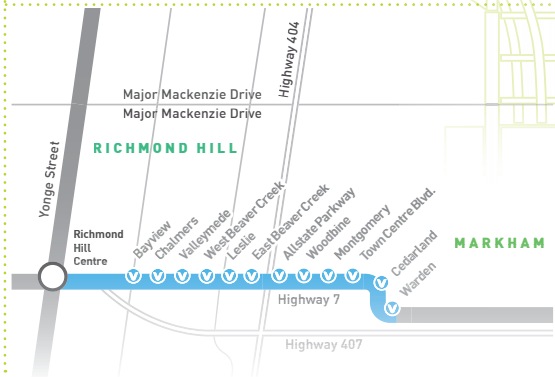 Highway 404
Major Mackenzie Drive
Major Mackenzie Drive
RICHMOND HILL
Yonge Street
Richmond
Hill
Centre
Bayview
Chalmers
Valleymede
West Beaver Creek
Leslie
East Beaver Creek
Allstate Parkway
Woodbine
Montgomery
Town Centre Blvd.
Cedarland
Warden
MARKHAM
Highway 7
Highway 407